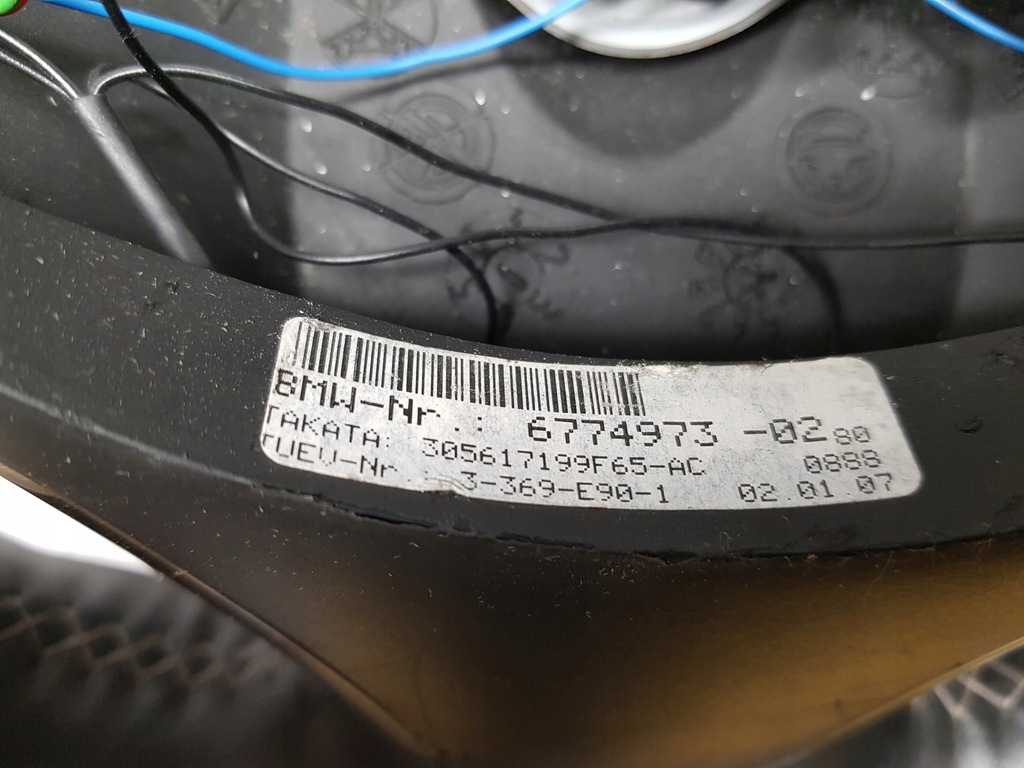 BMW-Nr.: 6774973 -02 80
TAKATA: 305617199F65-AC 0888
TUEV-Nr 3-369-E90-1 02.01.07